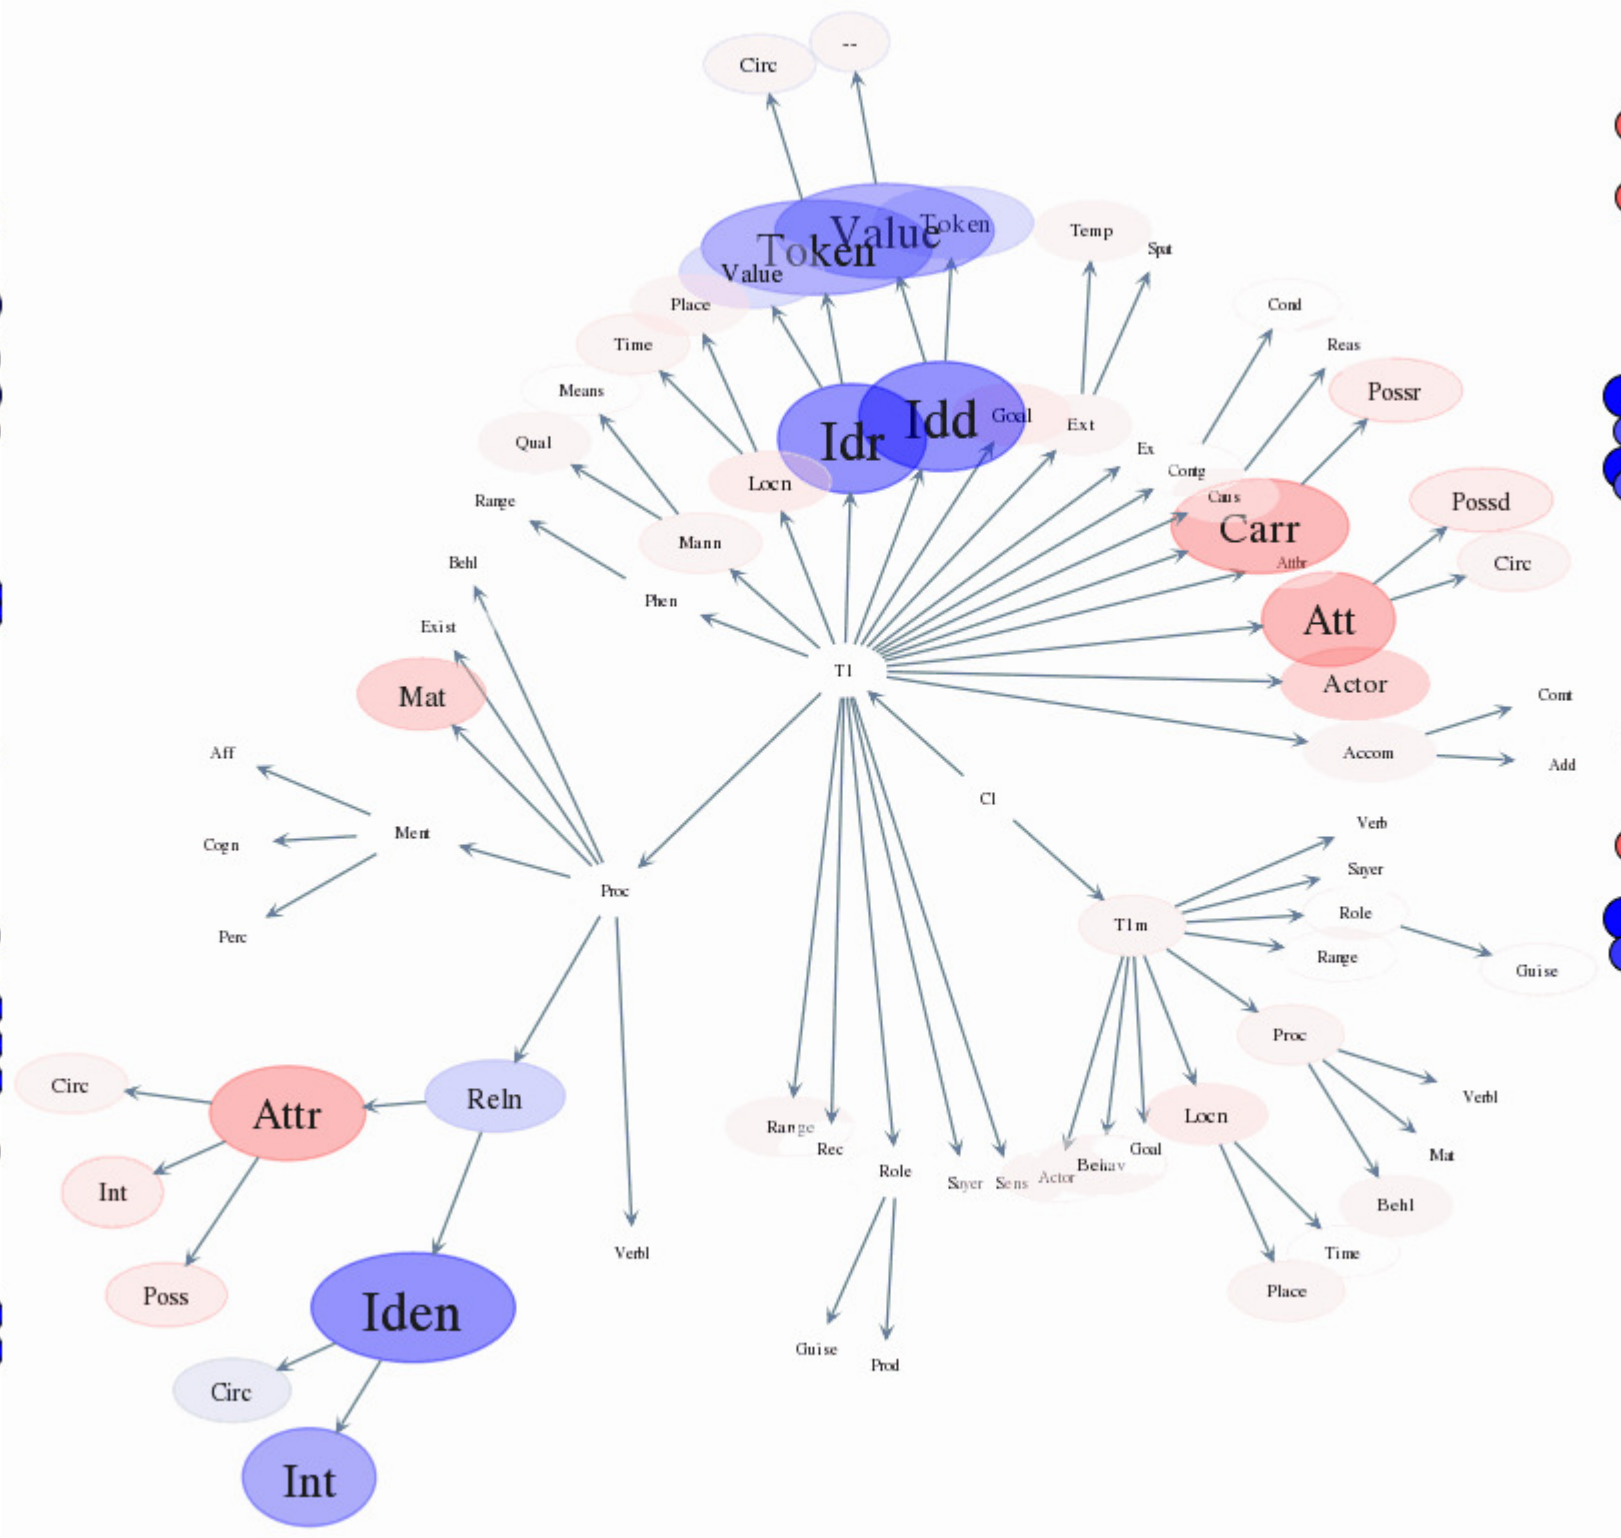 Circ
--
Token
Value
Token
Value
Temp
Spat
Place
Time
Means
Qual
Range
Cond
Reas
Possr
Idr
Idd
Goal
Ext
Ex
Contg
Caus
Carr
Attbr
Locn
Mann
Possd
Circ
Behl
Phen
Exist
Att
Actor
Mat
T1
Aff
Comt
Accom
Add
Cl
Ment
Cogn
Verb
Sayer
Proc
Role
T1m
Perc
Range
Guise
Proc
Circ
Attr
Reln
Verbl
Range
Rec
Locn
Int
Role
Sayer
Sens
Actor
Behav
Goal
Mat
Behl
Poss
Iden
Verbl
Time
Place
Guise
Prod
Circ
Int